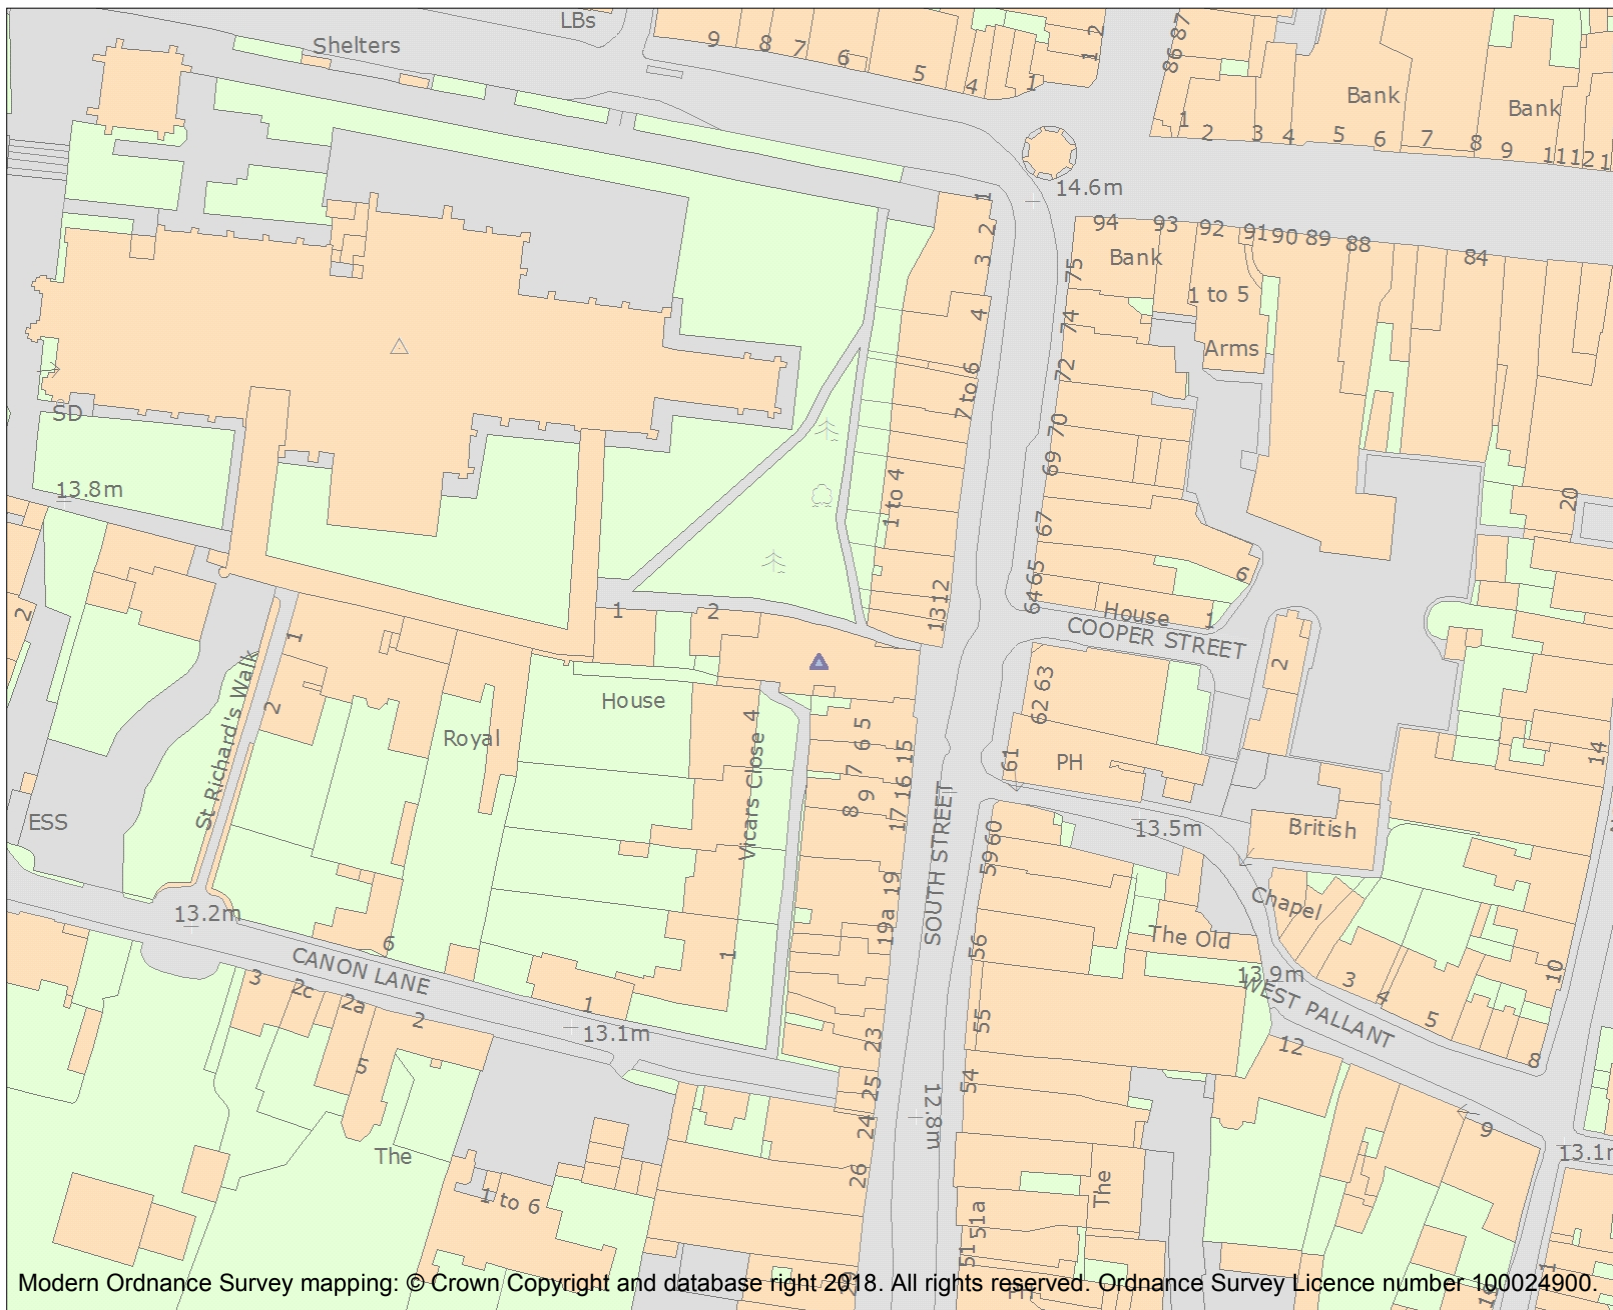 LBs
Shelters
9
8
7
6
5
4
1
1 2
86 87
Bank
Bank
1
2
3
4
5
6
7
8
9
11
12
1
14.6m
1
2
3
4
7 to 6
1 to 4
12
13
94
93
92
91
90
89
88
84
Bank
75
1 to 5
74
Arms
72
70
69
67
65
64
6
20
SD
13.8m
2
1
2
1
2
House
1
COOPER STREET
63
62
2
61
PH
14
House
Royal
St Richard's Walk
ESS
Vicars Close
4
5
6
7
8
9
15
16
17
19
19a
SOUTH STREET
60
59
13.5m
British
Chapel
The Old
13.9m
WEST PALLANT
3
4
5
8
10
12
9
13.1m
13.2m
CANON LANE
6
3
2c
2a
2
5
1
1
13.1m
23
25
24
26
56
55
54
12.8m
The
1 to 6
51a
51
The
PH
Modern Ordnance Survey mapping: © Crown Copyright and database right 2018. All rights reserved. Ordnance Survey Licence number 100024900.